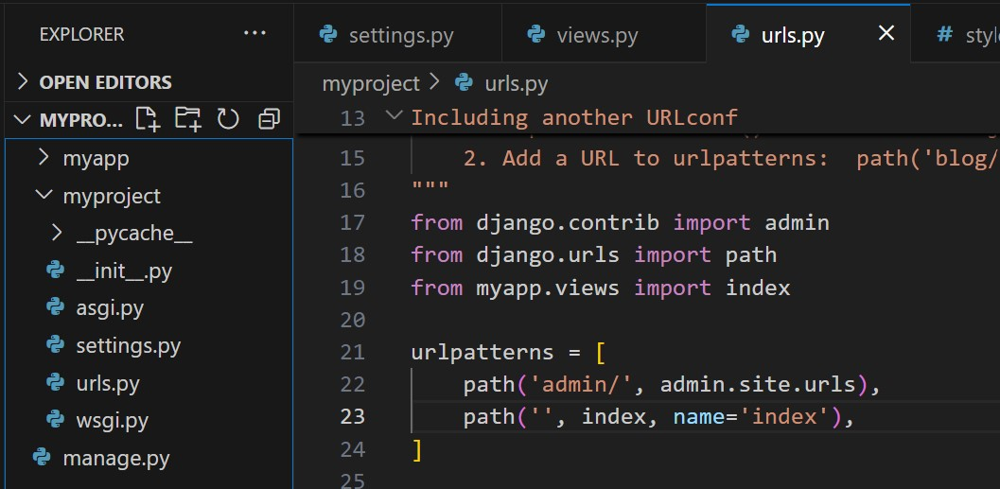 EXPLORER
OPEN EDITORS
MYPRO...
myapp
myproject
__pycache__
__init__.py
asgi.py
settings.py
urls.py
wsgi.py
manage.py
settings.py views.py urls.py #
myproject > urls.py
13 Including another URLconf
15 2. Add a URL to urlpatterns: path('blog/
16 """
17 from django.contrib import admin
18 from django.urls import path
19 from myapp.views import index
20
21 urlpatterns = [
22 path('admin/', admin.site.urls),
23 path('', index, name='index'),
24 ]
25